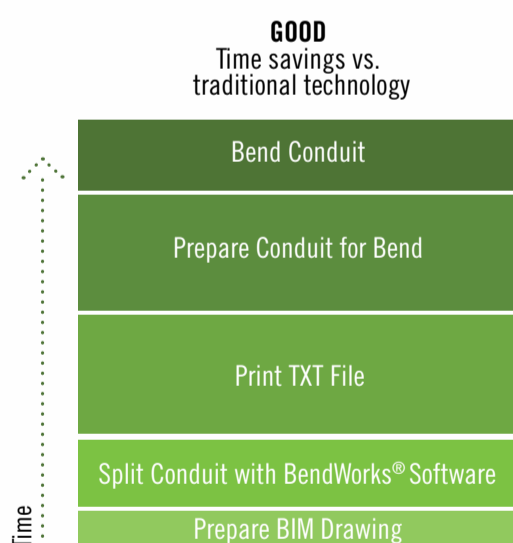 GOOD
Time savings vs.
traditional technology
Bend Conduit
Prepare Conduit for Bend
Print TXT File
Split Conduit with BendWorks® Software
Prepare BIM Drawing
Time